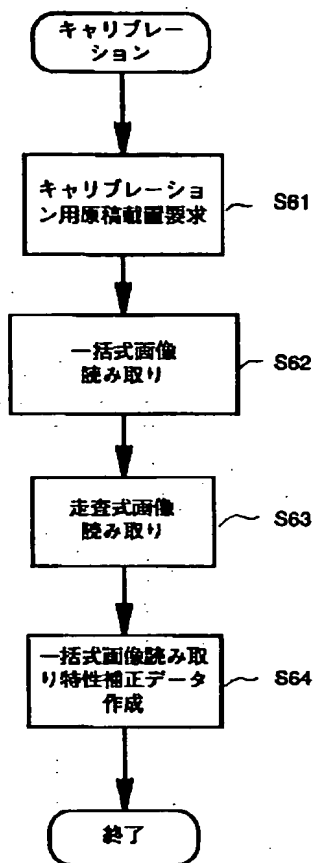 キャリブレー
ション
キャリブレーショ
ン用原稿載置要求
S61
一括式画像
読み取り
S62
走査式画像
読み取り
S63
一括式画像読み取
り特性補正データ
作成
S64
終了